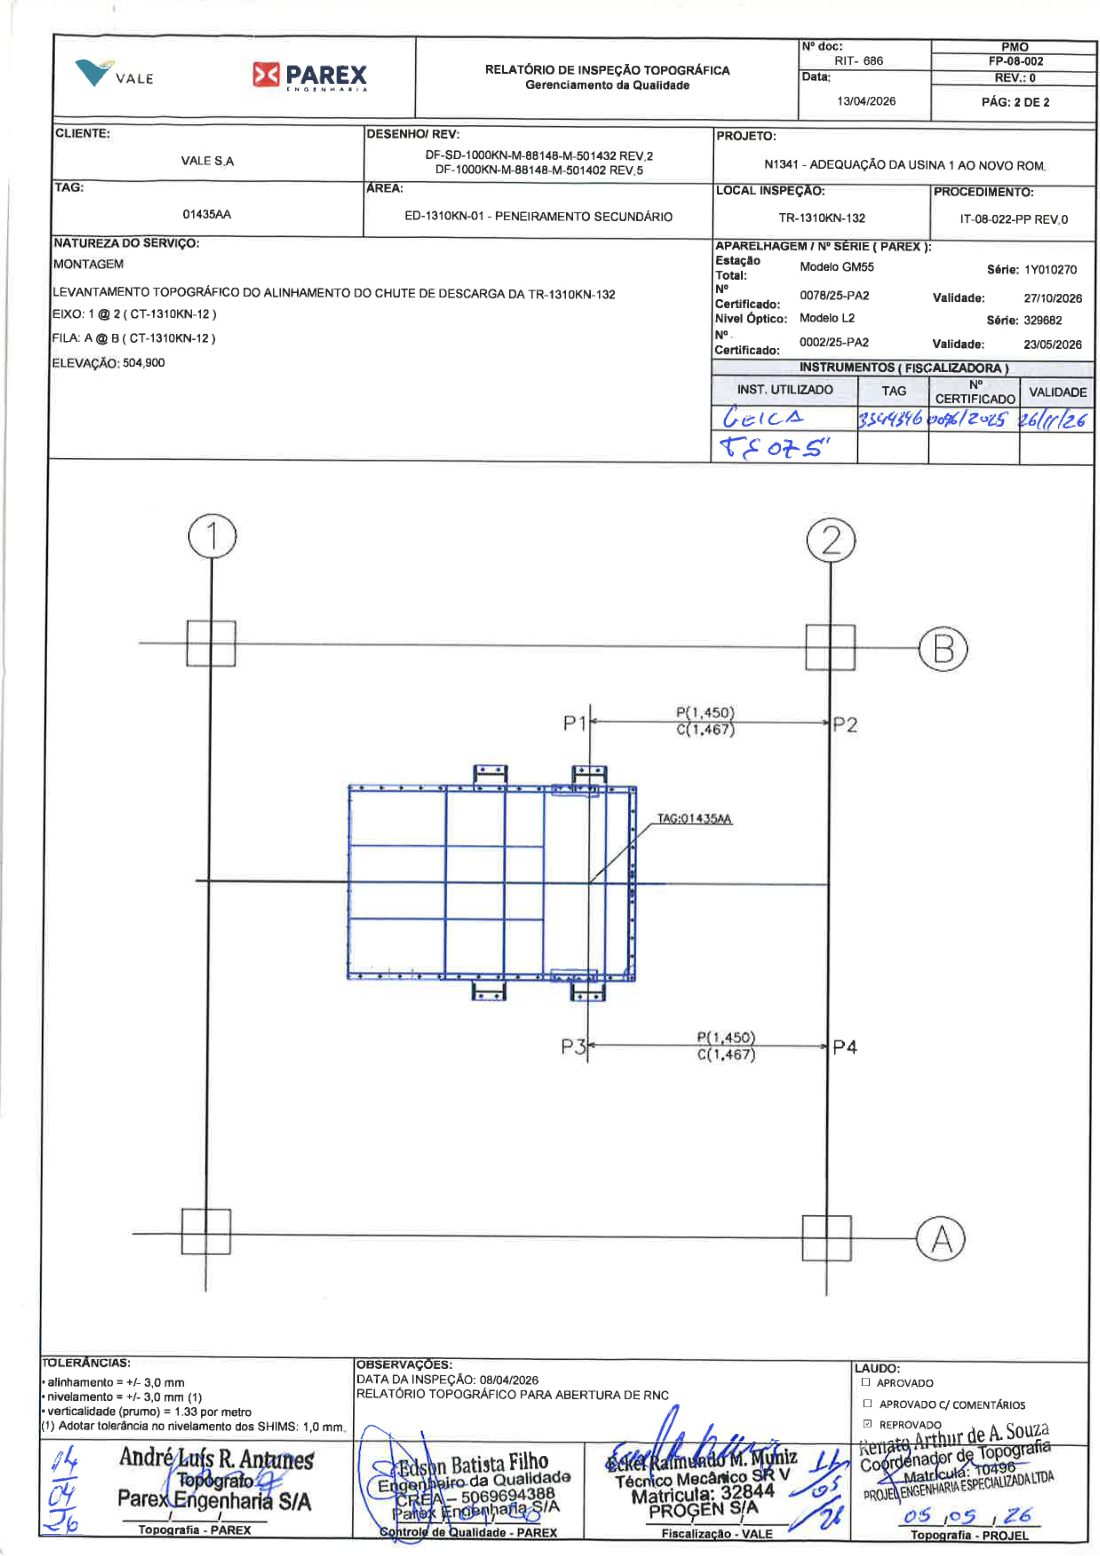 VALE
PAREX
ENGENHARIA
RELATÓRIO DE INSPEÇÃO TOPOGRÁFICA
Gerenciamento da Qualidade
Nº doc:
RIT- 686
Data:
13/04/2026
PMO
FP-08-002
REV.: 0
PÁG: 2 DE 2
CLIENTE:
VALE S.A
DESENHO/ REV:
DF-SD-1000KN-M-88148-M-501432 REV.2
DF-1000KN-M-88148-M-501402 REV.5
PROJETO:
N1341 - ADEQUAÇÃO DA USINA 1 AO NOVO ROM.
TAG:
01435AA
ÁREA:
ED-1310KN-01 - PENEIRAMENTO SECUNDÁRIO
LOCAL INSPEÇÃO:
TR-1310KN-132
PROCEDIMENTO:
IT-08-022-PP REV.0
NATUREZA DO SERVIÇO:
MONTAGEM
LEVANTAMENTO TOPOGRÁFICO DO ALINHAMENTO DO CHUTE DE DESCARGA DA TR-1310KN-132
EIXO: 1 @ 2 ( CT-1310KN-12 )
FILA: A @ B ( CT-1310KN-12 )
ELEVAÇÃO: 504,900
APARELHAGEM / Nº SÉRIE ( PAREX ):
Estação Total: Modelo GM55 Série: 1Y010270
Nº Certificado: 0078/25-PA2 Validade: 27/10/2026
Nível Óptico: Modelo L2 Série: 329682
Nº. Certificado: 0002/25-PA2 Validade: 23/05/2026
INSTRUMENTOS ( FISCALIZADORA )
INST. UTILIZADO TAG Nº CERTIFICADO VALIDADE
LEICA 3344346 0076/2025 26/11/26
TS 07 5"
1
2
B
P1 P(1,450) P2
C(1,467)
TAG:01435AA
P3 P(1,450) P4
C(1,467)
A
TOLERÂNCIAS:
• alinhamento = +/- 3,0 mm
• nivelamento = +/- 3,0 mm (1)
• verticalidade (prumo) = 1.33 por metro
(1) Adotar tolerância no nivelamento dos SHIMS: 1,0 mm.
OBSERVAÇÕES:
DATA DA INSPEÇÃO: 08/04/2026
RELATÓRIO TOPOGRÁFICO PARA ABERTURA DE RNC
LAUDO:
☐ APROVADO
☐ APROVADO C/ COMENTÁRIOS
☑ REPROVADO
14
04
26
André Luís R. Antunes
Topógrafo
Parex Engenharia S/A
Topografia - PAREX
Edson Batista Filho
Engenheiro da Qualidade
CREA – 5069694388
Parex Engenharia S/A
Controle de Qualidade - PAREX
Raimundo M. Muniz
Técnico Mecânico SR V
Matricula: 32844
PROGEN S/A
05
26
Fiscalização - VALE
Renato Arthur de A. Souza
Coordenador de Topografia
Matrícula: 10496
PROJEL ENGENHARIA ESPECIALIZADA LTDA
05 / 05 / 26
Topografia - PROJEL